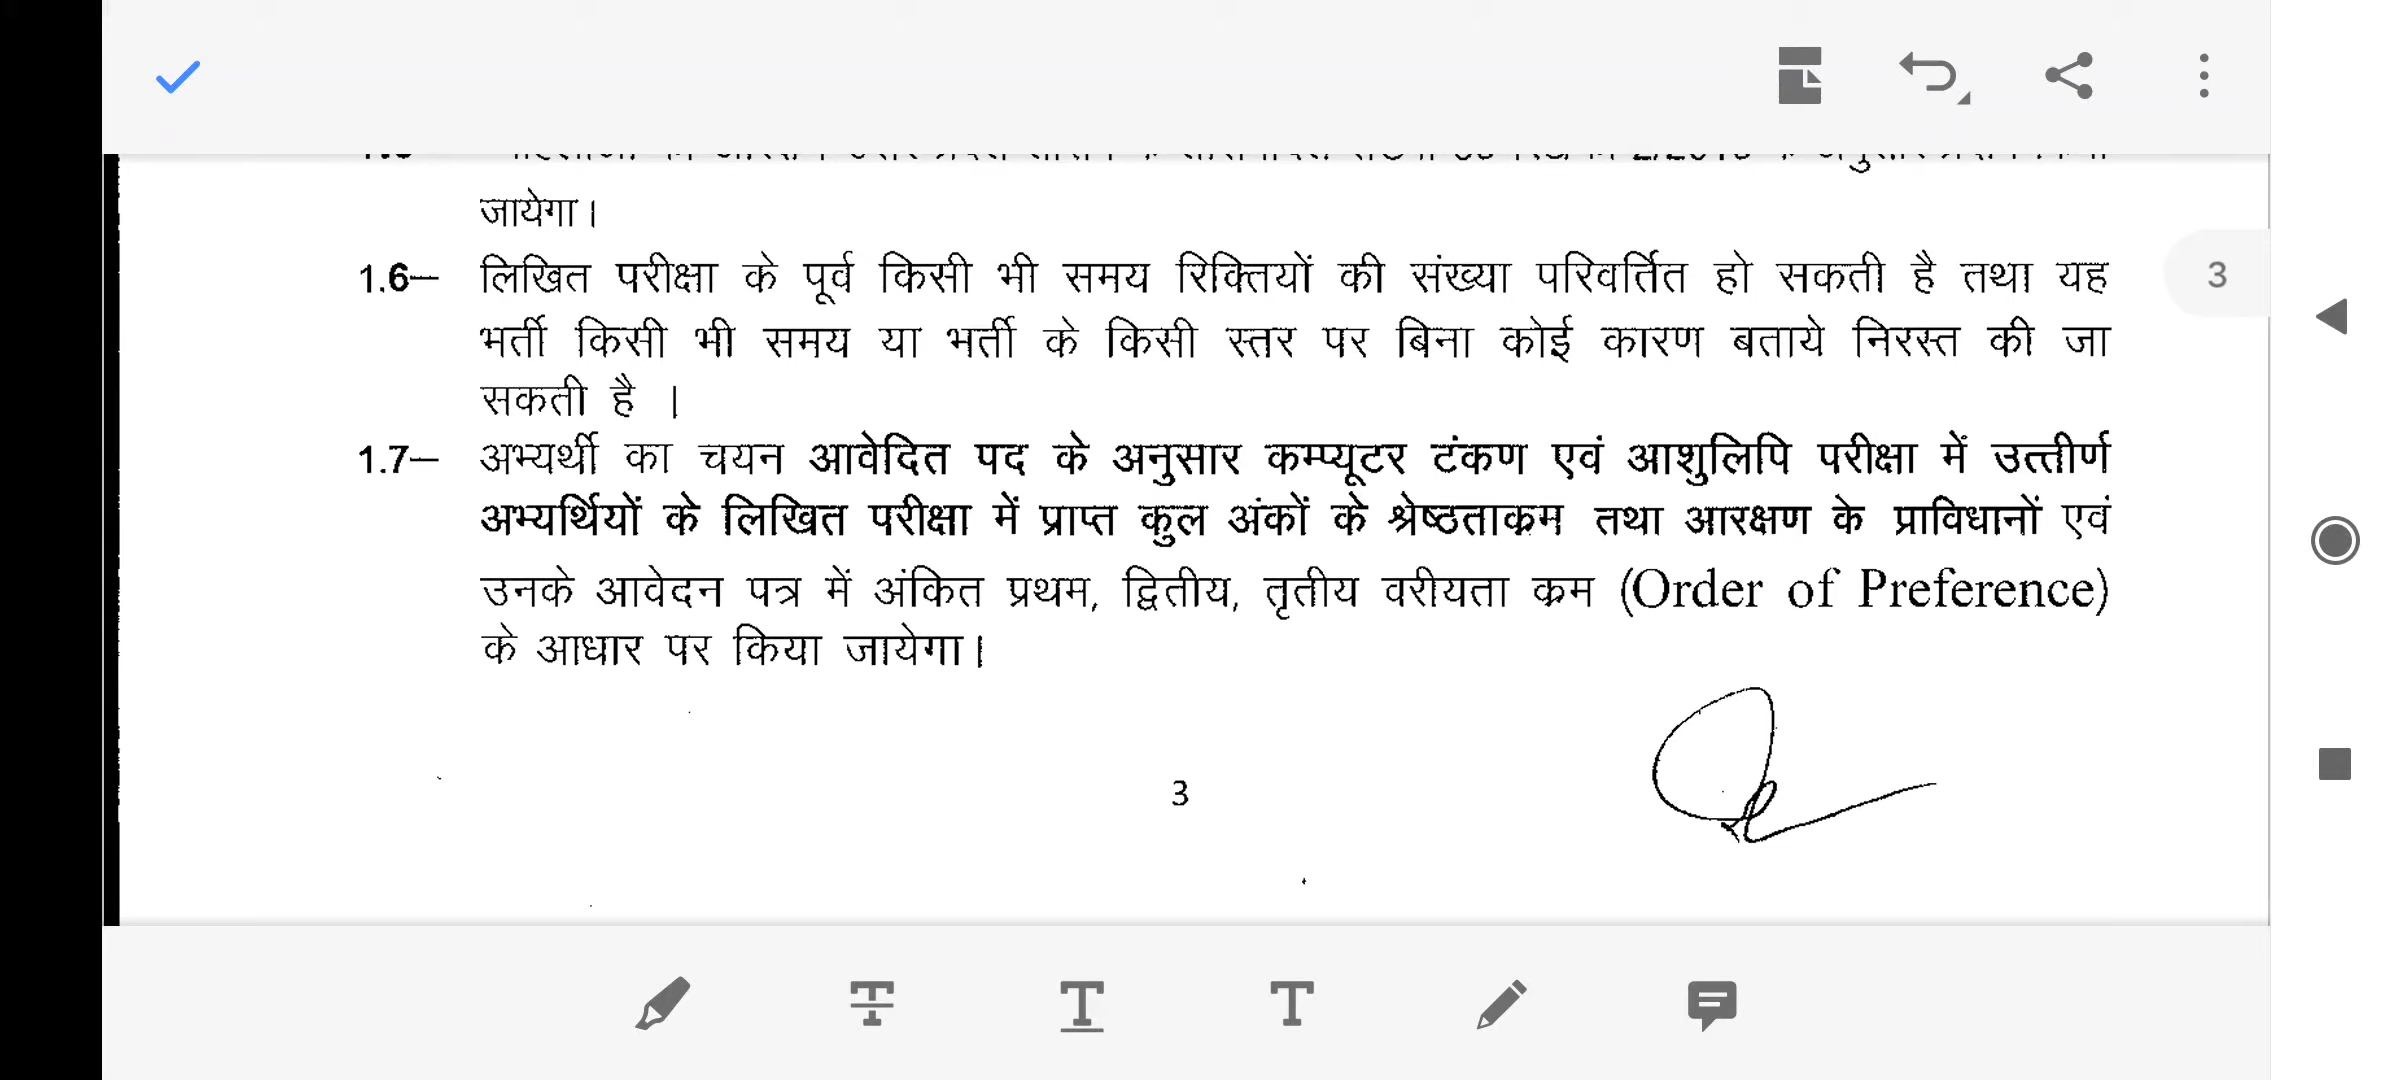 जायेगा।
1.6— लिखित परीक्षा के पूर्व किसी भी समय रिक्तियों की संख्या परिवर्तित हो सकती है तथा यह
3
भर्ती किसी भी समय या भर्ती के किसी स्तर पर बिना कोई कारण बताये निरस्त की जा
सकती है ।
1.7— अभ्यर्थी का चयन आवेदित पद के अनुसार कम्प्यूटर टंकण एवं आशुलिपि परीक्षा में उत्तीर्ण
अभ्यर्थियों के लिखित परीक्षा में प्राप्त कुल अंकों के श्रेष्ठताक्रम तथा आरक्षण के प्राविधानों एवं
उनके आवेदन पत्र में अंकित प्रथम, द्वितीय, तृतीय वरीयता क्रम (Order of Preference)
के आधार पर किया जायेगा।
3